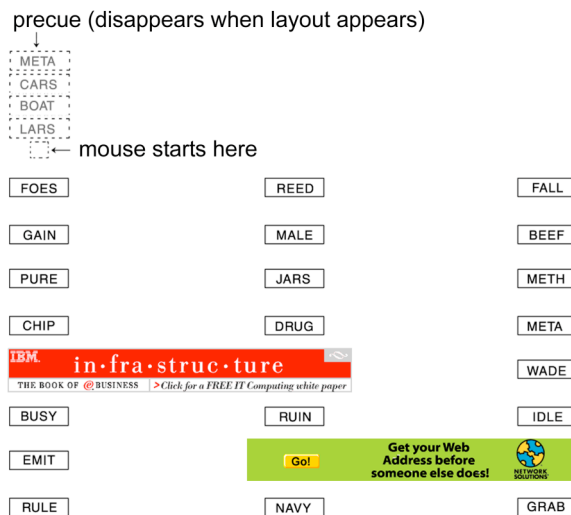 precue (disappears when layout appears)
META
CARS
BOAT
LARS
mouse starts here
FOES REED FALL
GAIN MALE BEEF
PURE JARS METH
CHIP DRUG META
IBM.
in·fra·struc·ture
WADE
THE BOOK OF @BUSINESS >Click for a FREE IT Computing white paper
BUSY RUIN IDLE
EMIT
Go!
Get your Web
Address before
someone else does!
NETWORK
SOLUTIONS
RULE NAVY GRAB